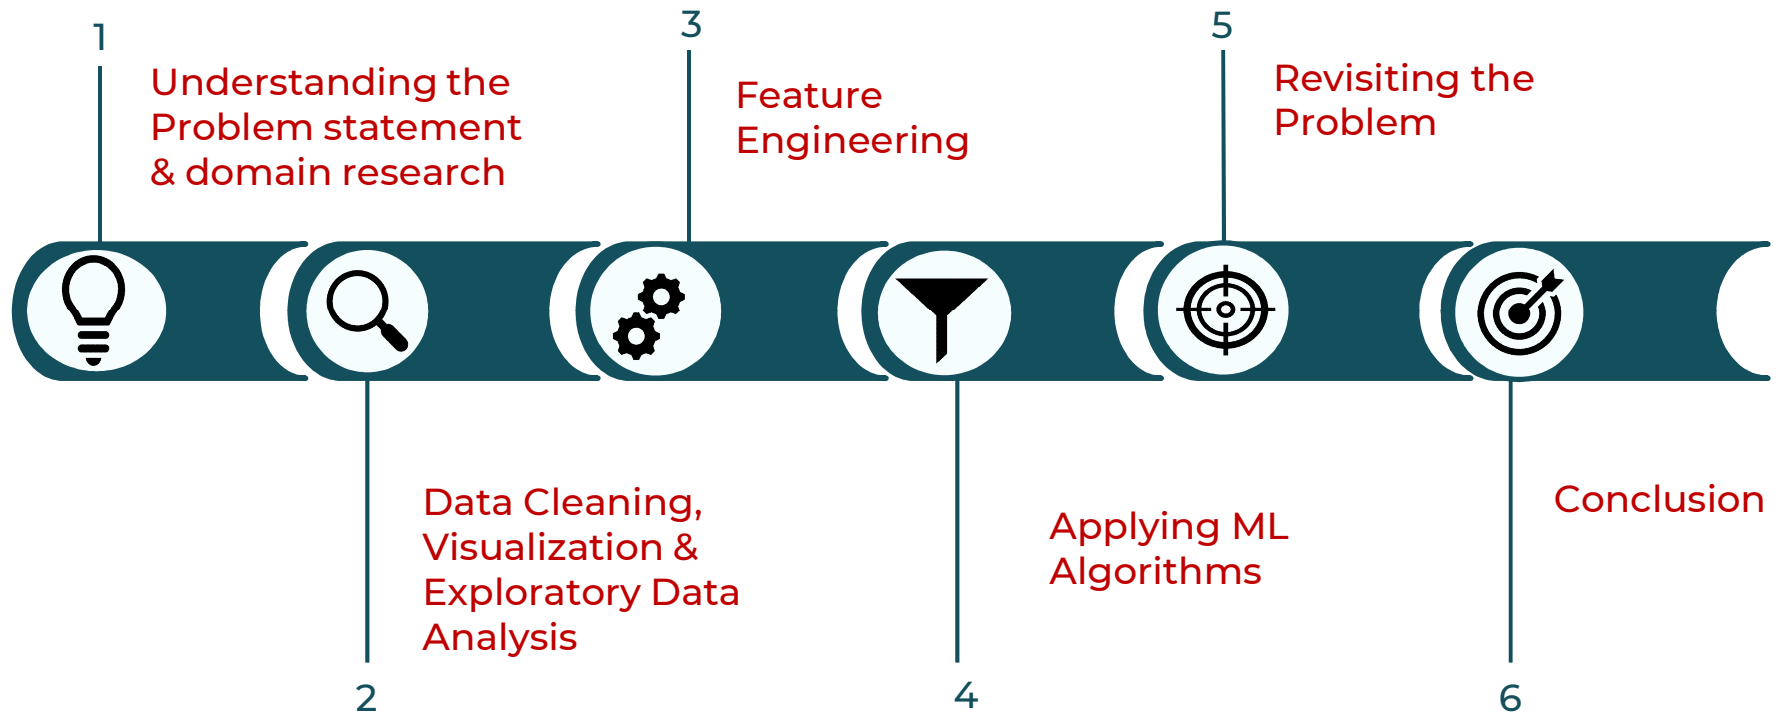 1
Understanding the
Problem statement
& domain research
2
Data Cleaning,
Visualization &
Exploratory Data
Analysis
3
Feature
Engineering
4
Applying ML
Algorithms
5
Revisiting the
Problem
6
Conclusion